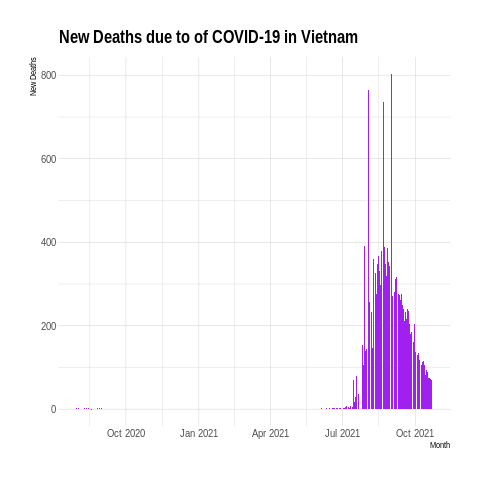 New Deaths due to of COVID-19 in Vietnam
New Deaths
800
600
400
200
0
Oct 2020 Jan 2021 Apr 2021 Jul 2021 Oct 2021
Month